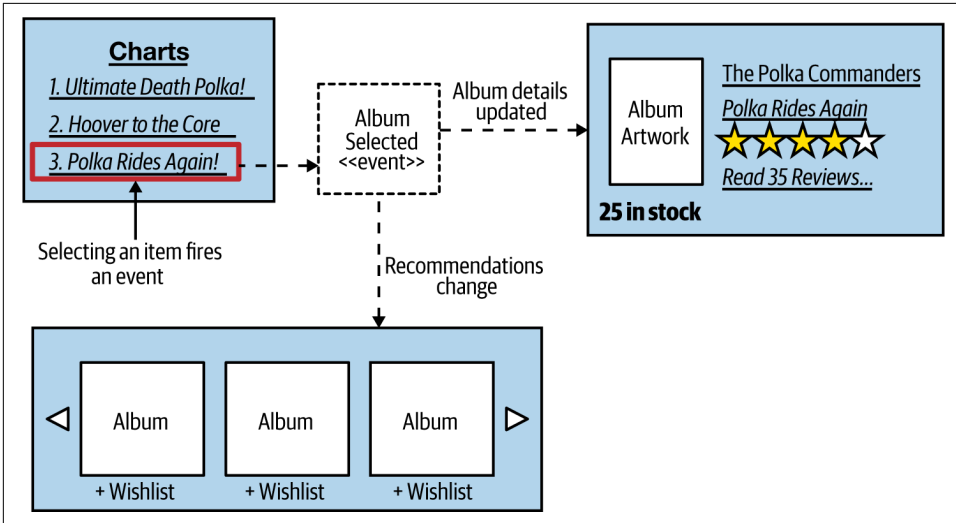 Charts
1. Ultimate Death Polka!
2. Hoover to the Core
3. Polka Rides Again!
Selecting an item fires
an event
Album
Selected
<<event>>
Album details
updated
Album
Artwork
The Polka Commanders
Polka Rides Again
Read 35 Reviews...
25 in stock
Recommendations
change
Album
Album
Album
+ Wishlist
+ Wishlist
+ Wishlist